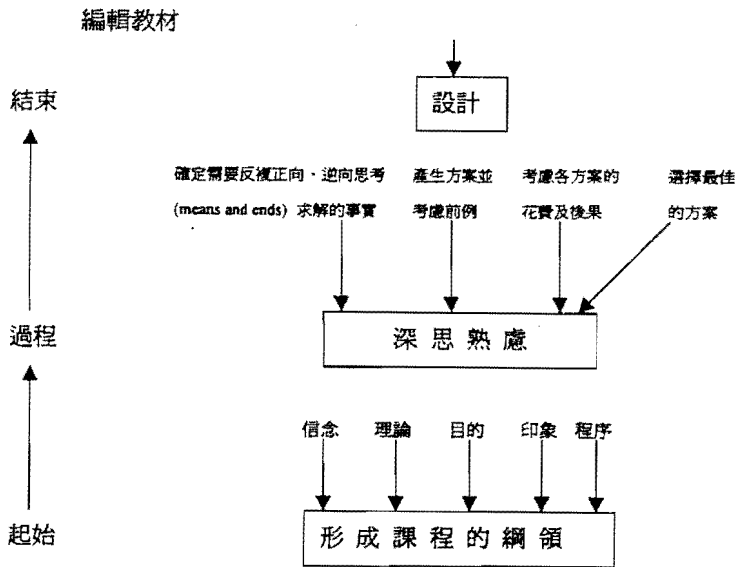 編輯教材
設計
結束
確定需要反複正向、逆向思考
(means and ends) 求解的事實
產生方案並
考慮前例
考慮各方案的
花費及後果
選擇最佳
的方案
過程
深思熟慮
信念 理論 目的 印象 程序
起始
形成課程的綱領